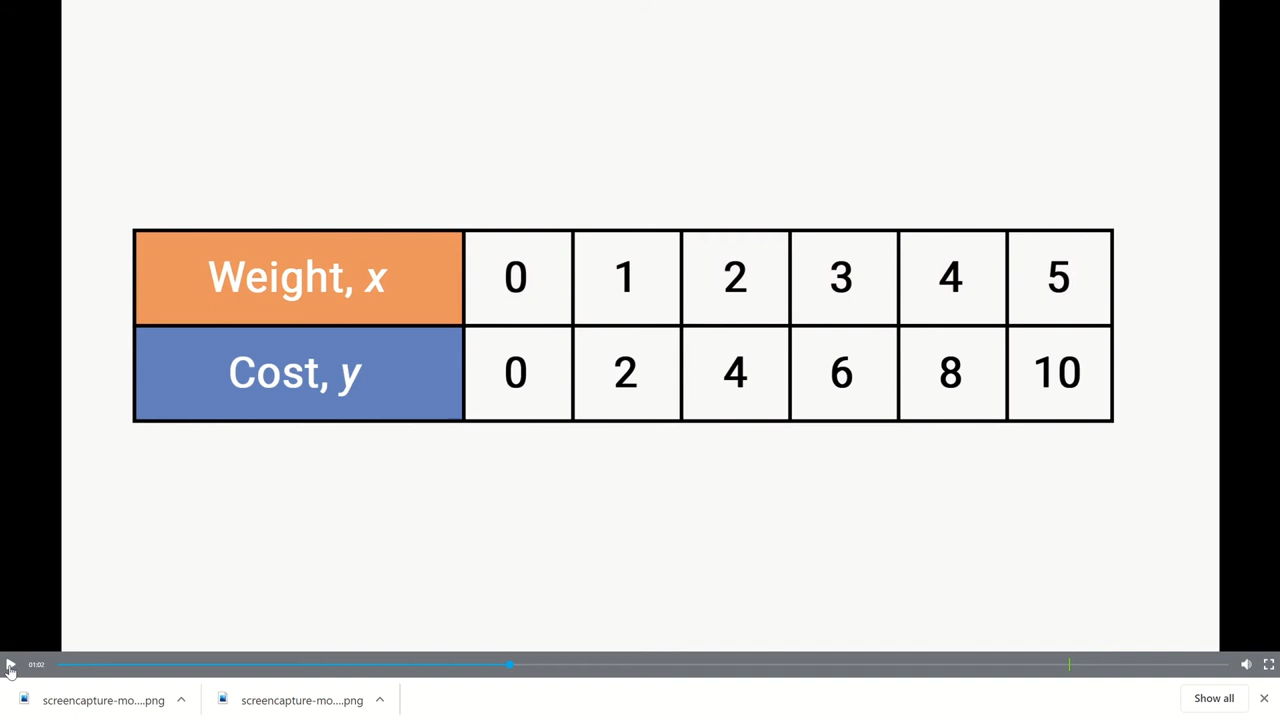 Weight, x 0 1 2 3 4 5
Cost, y 0 2 4 6 8 10
01:02
screencapture-mo....png screencapture-mo....png Show all